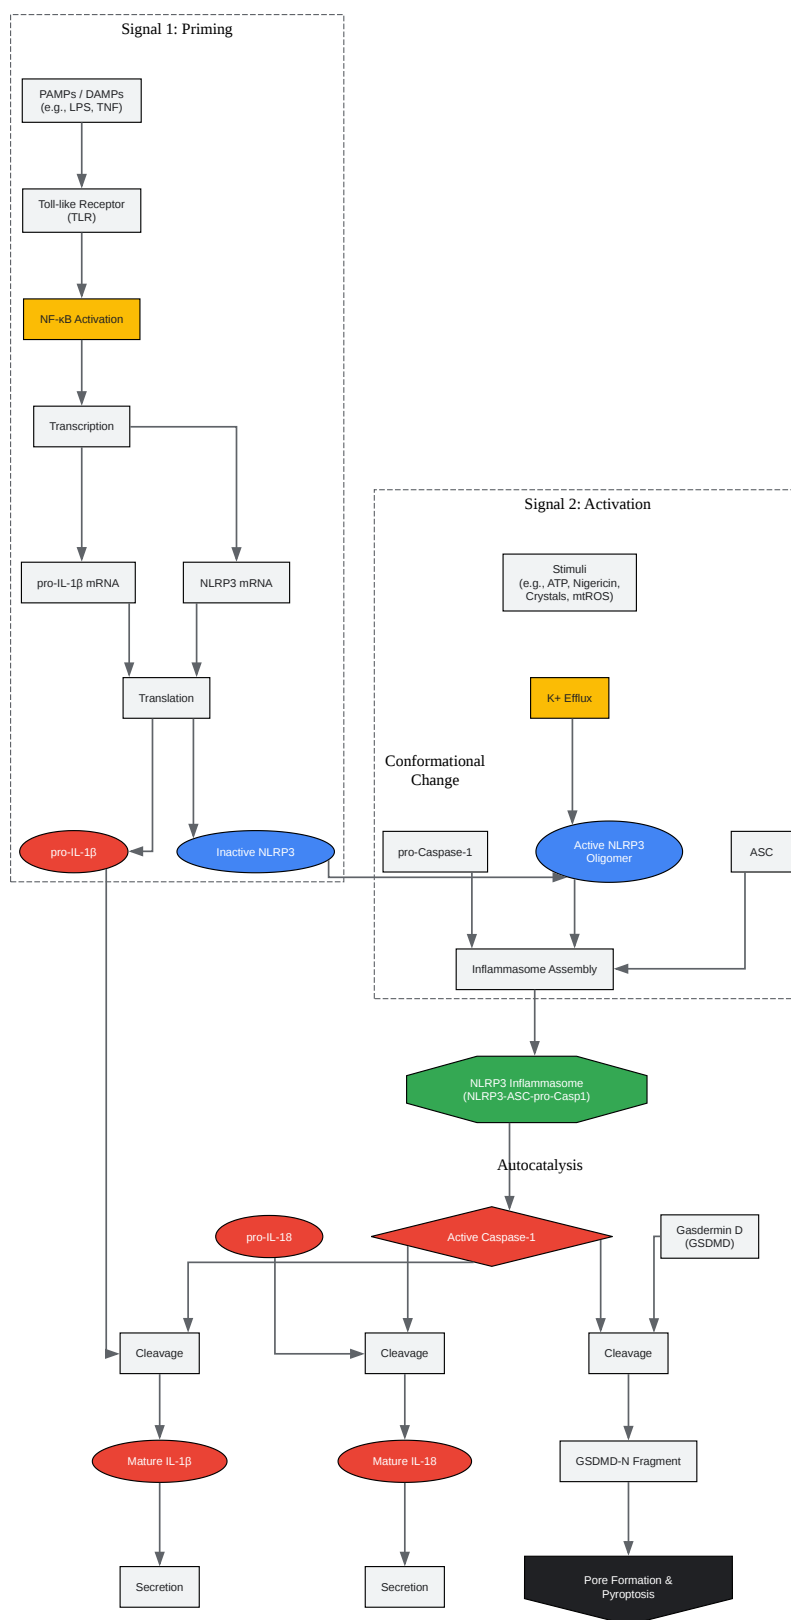 Signal 1: Priming
PAMPs / DAMPs
(e.g., LPS, TNF)
Toll-like Receptor
(TLR)
NF-κB Activation
Transcription
pro-IL-1β mRNA
NLRP3 mRNA
Translation
pro-IL-1β
Inactive NLRP3
Signal 2: Activation
Stimuli
(e.g., ATP, Nigericin,
Crystals, mtROS)
K+ Efflux
Conformational
Change
pro-Caspase-1
Active NLRP3
Oligomer
ASC
Inflammasome Assembly
NLRP3 Inflammasome
(NLRP3-ASC-pro-Casp1)
Autocatalysis
pro-IL-18
Active Caspase-1
Gasdermin D
(GSDMD)
Cleavage
Cleavage
Cleavage
Mature IL-1β
Mature IL-18
GSDMD-N Fragment
Secretion
Secretion
Pore Formation &
Pyroptosis